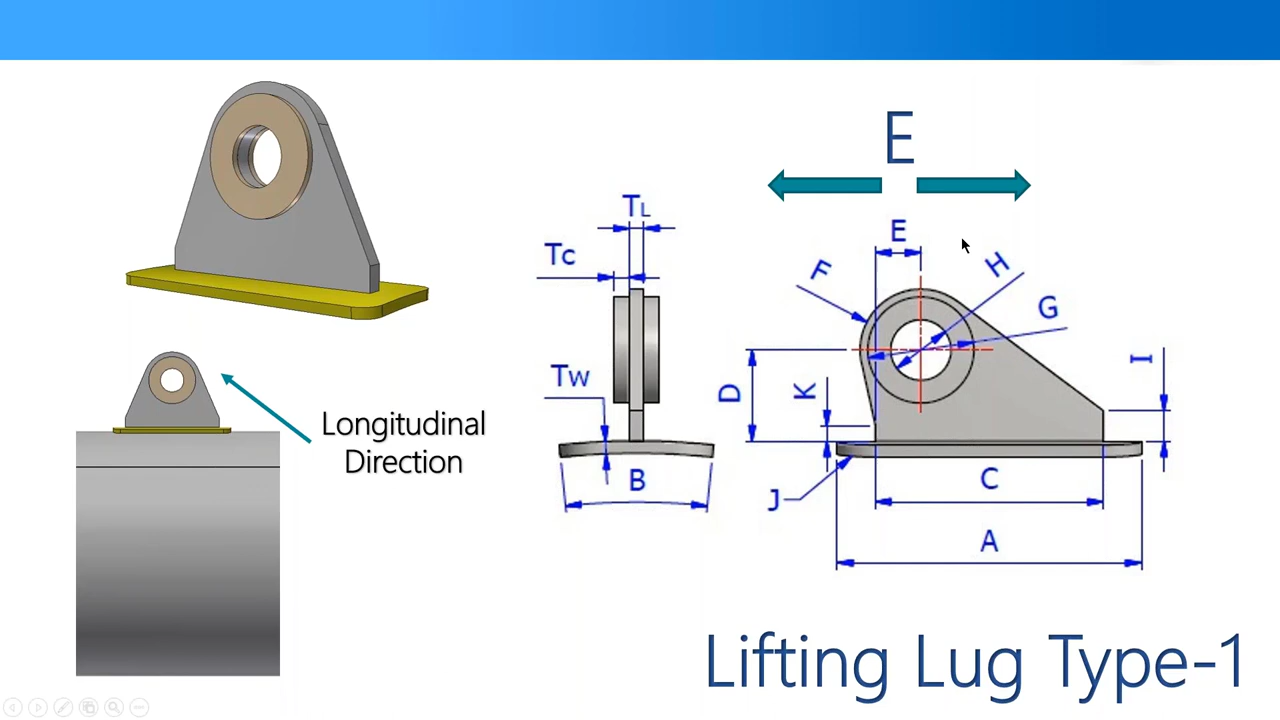 E
TL
Tc
E
F
H
G
Tw
D
K
I
Longitudinal
Direction
B
J
C
A
Lifting Lug Type-1